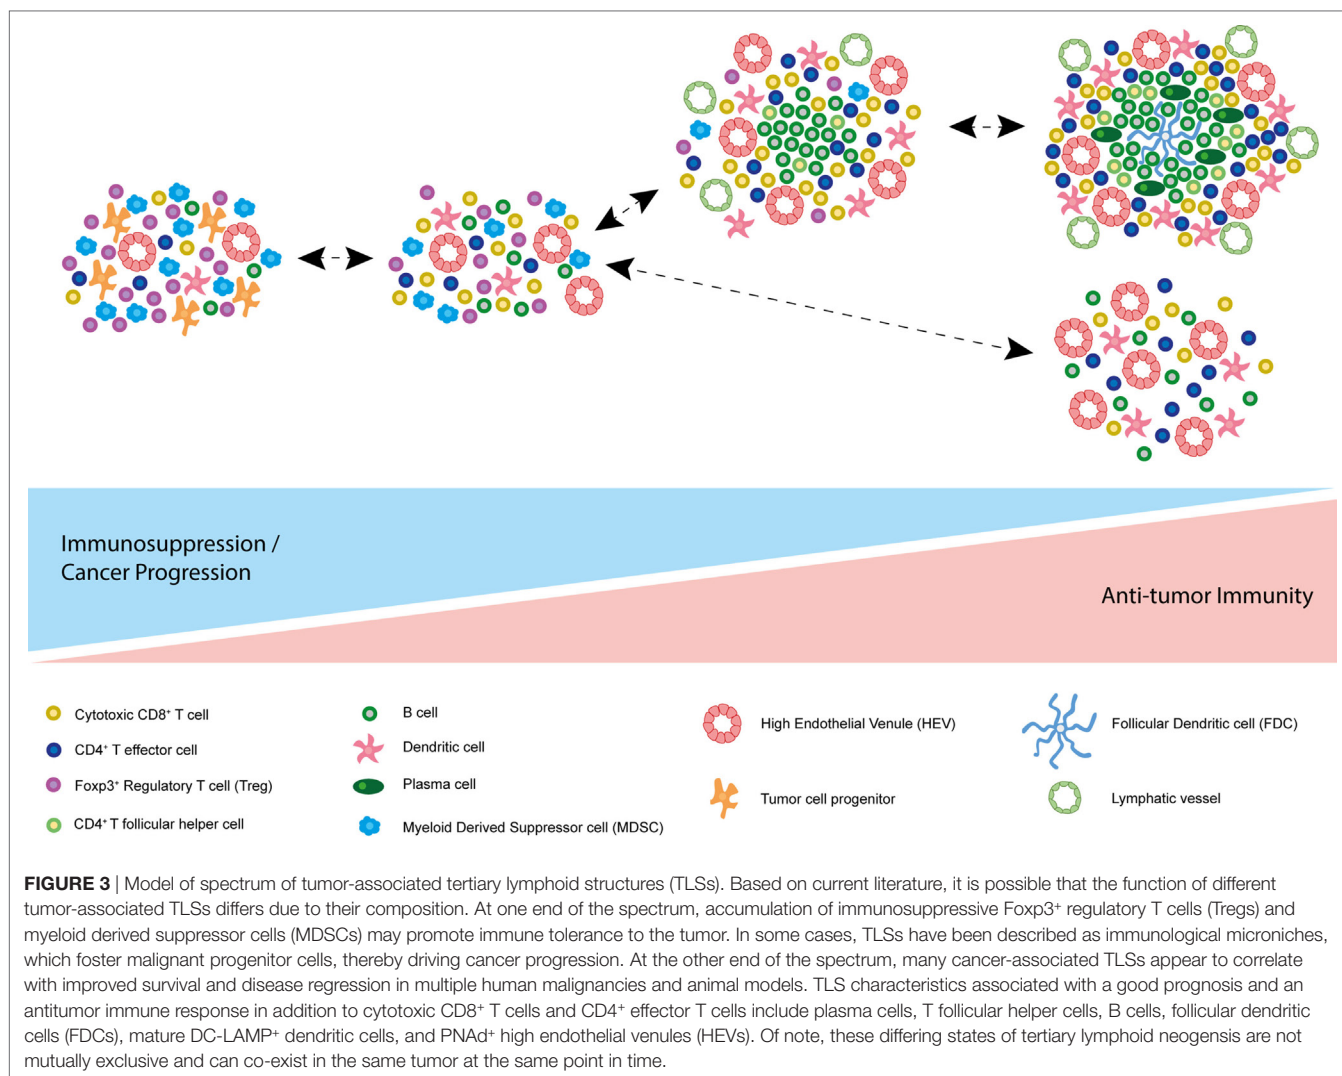 Immunosuppression /
Cancer Progression
Anti-tumor Immunity
Cytotoxic CD8⁺ T cell
CD4⁺ T effector cell
Foxp3⁺ Regulatory T cell (Treg)
CD4⁺ T follicular helper cell
B cell
Dendritic cell
Plasma cell
Myeloid Derived Suppressor cell (MDSC)
High Endothelial Venule (HEV)
Tumor cell progenitor
Follicular Dendritic cell (FDC)
Lymphatic vessel
FIGURE 3 | Model of spectrum of tumor-associated tertiary lymphoid structures (TLSs). Based on current literature, it is possible that the function of different
tumor-associated TLSs differs due to their composition. At one end of the spectrum, accumulation of immunosuppressive Foxp3⁺ regulatory T cells (Tregs) and
myeloid derived suppressor cells (MDSCs) may promote immune tolerance to the tumor. In some cases, TLSs have been described as immunological microniches,
which foster malignant progenitor cells, thereby driving cancer progression. At the other end of the spectrum, many cancer-associated TLSs appear to correlate
with improved survival and disease regression in multiple human malignancies and animal models. TLS characteristics associated with a good prognosis and an
antitumor immune response in addition to cytotoxic CD8⁺ T cells and CD4⁺ effector T cells include plasma cells, T follicular helper cells, B cells, follicular dendritic
cells (FDCs), mature DC-LAMP⁺ dendritic cells, and PNAd⁺ high endothelial venules (HEVs). Of note, these differing states of tertiary lymphoid neogensis are not
mutually exclusive and can co-exist in the same tumor at the same point in time.